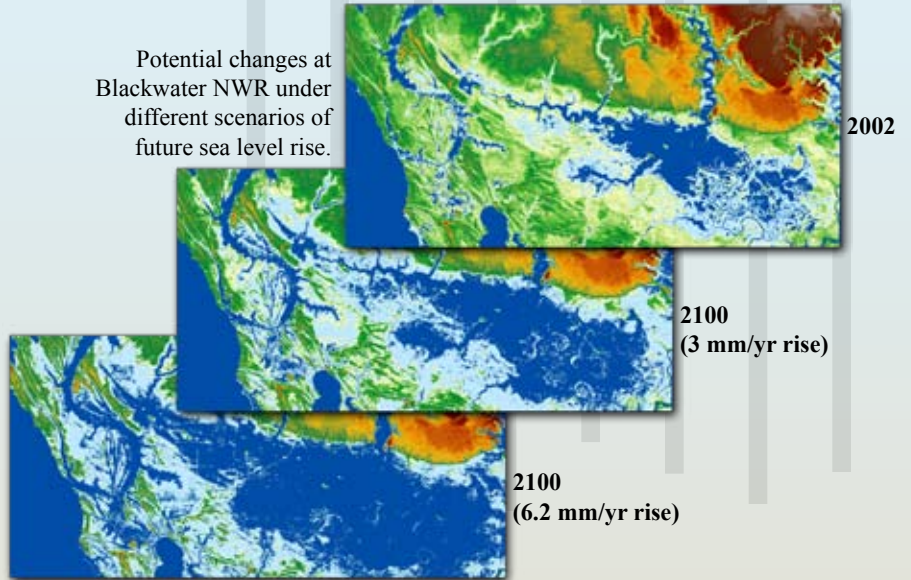 Potential changes at
Blackwater NWR under
different scenarios of
future sea level rise.
2002
2100
(3 mm/yr rise)
2100
(6.2 mm/yr rise)